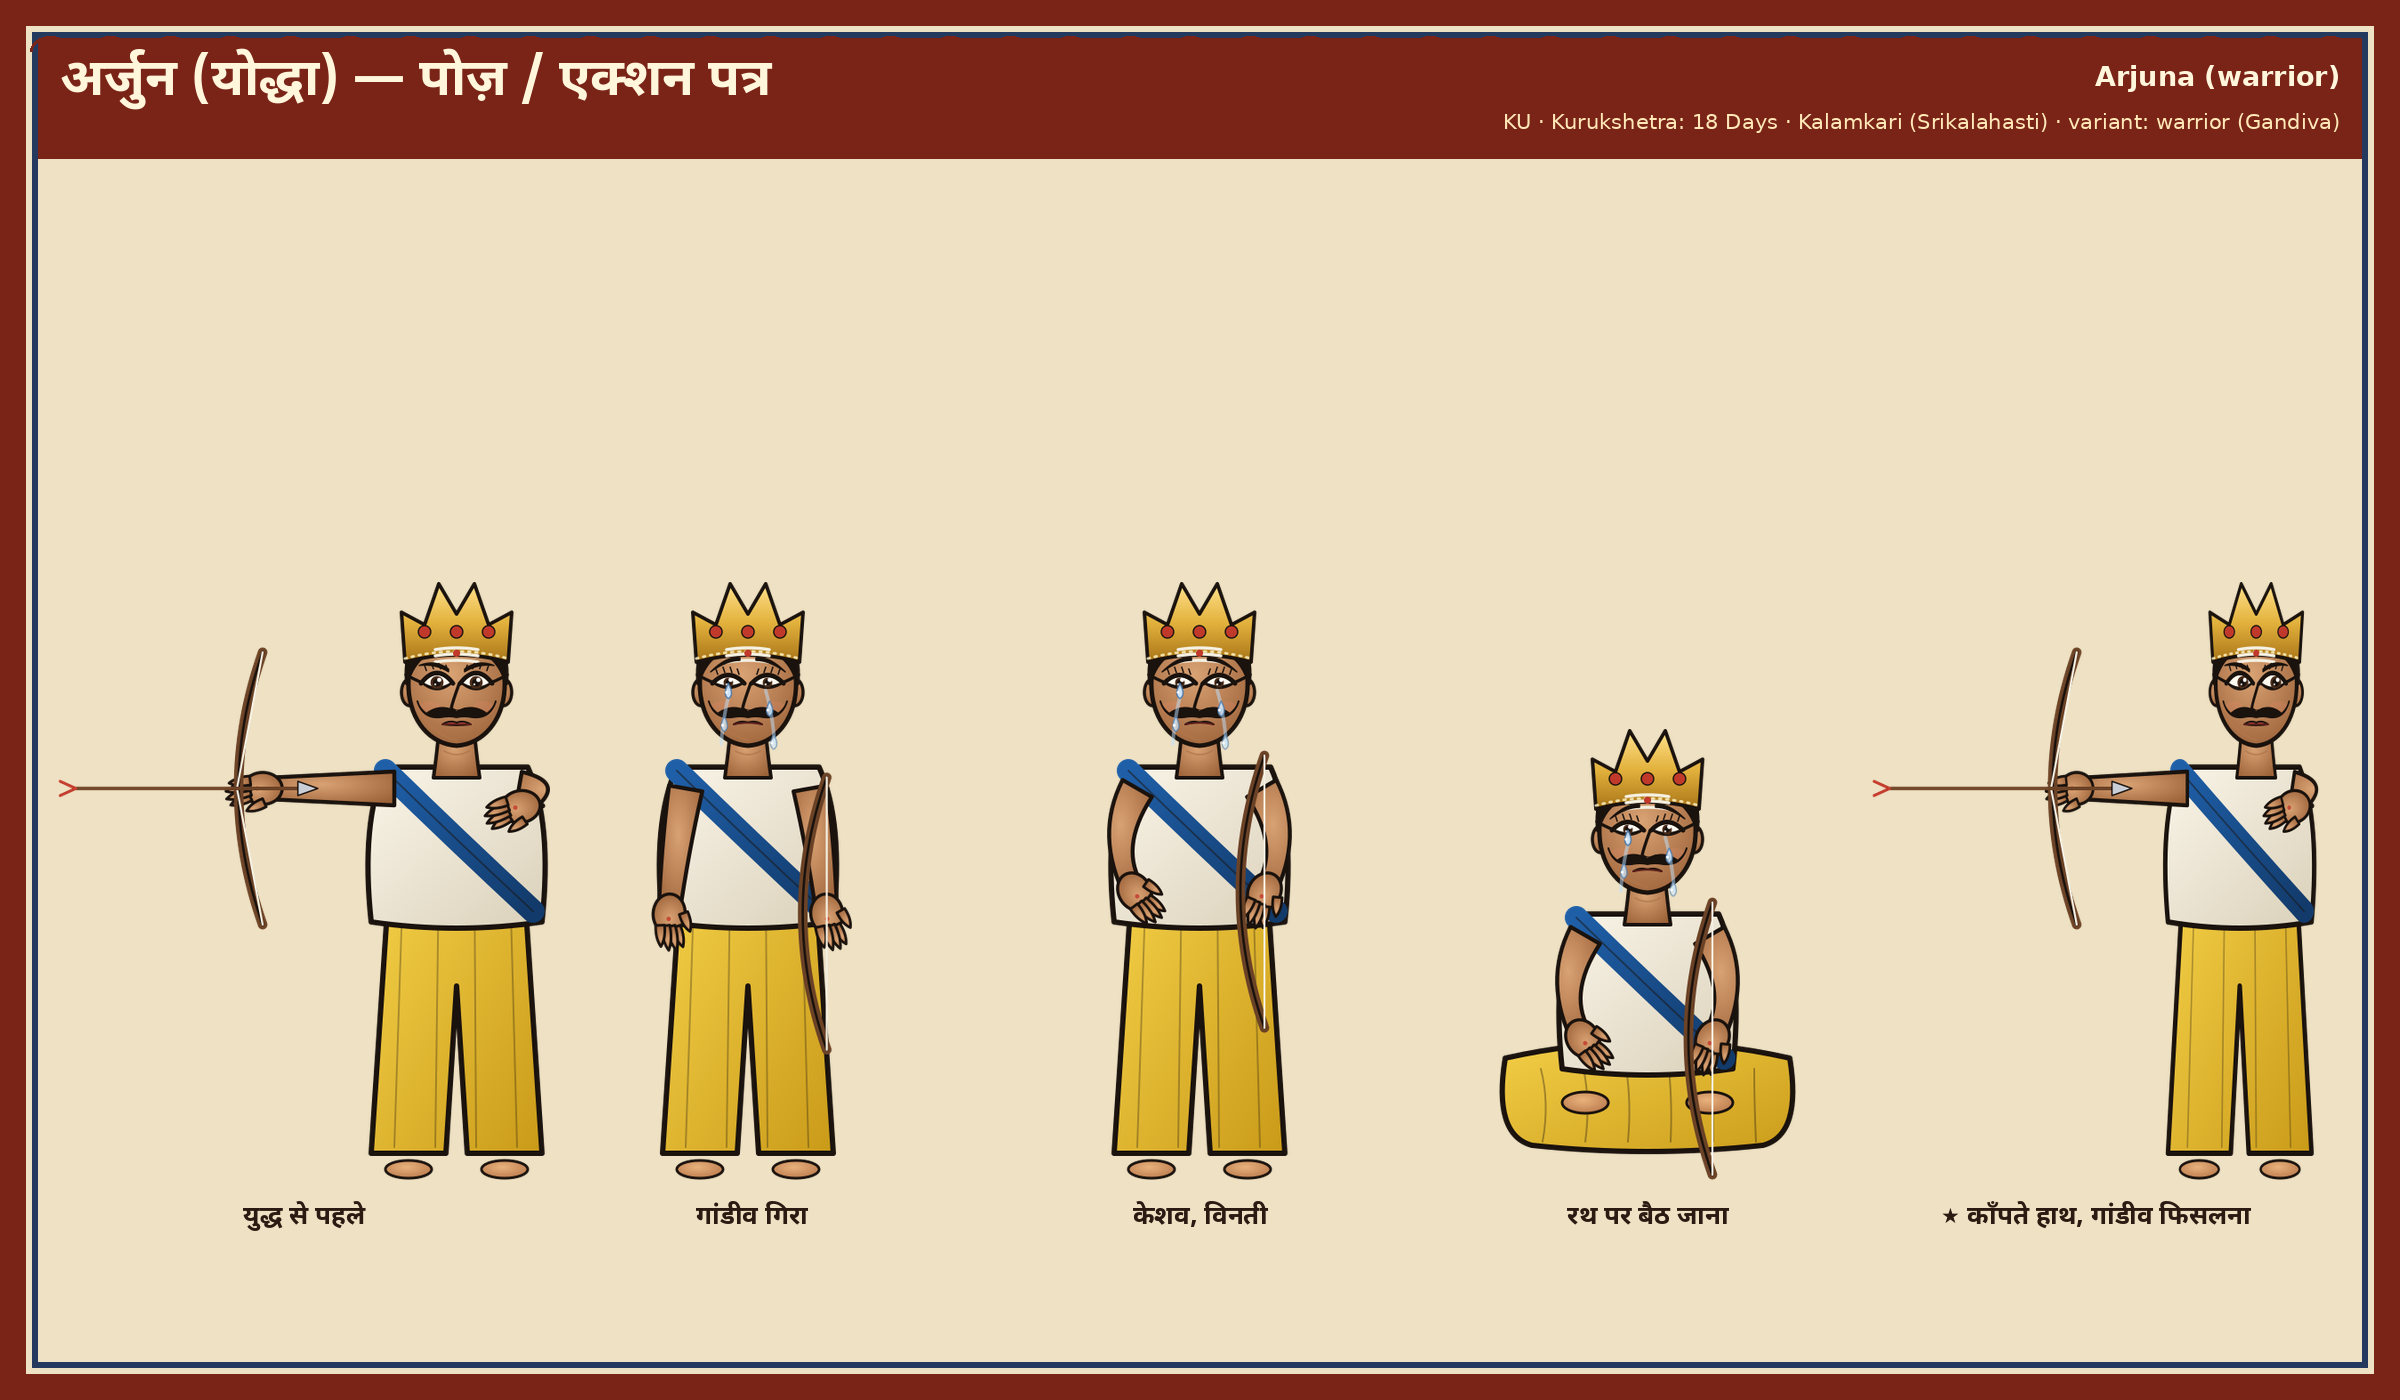 अर्जुन (योद्धा) — पोज़ / एक्शन पत्र
Arjuna (warrior)
KU · Kurukshetra: 18 Days · Kalamkari (Srikalahasti) · variant: warrior (Gandiva)
युद्ध से पहले
गांडीव गिरा
केशव, विनती
रथ पर बैठ जाना
★ काँपते हाथ, गांडीव फिसलना